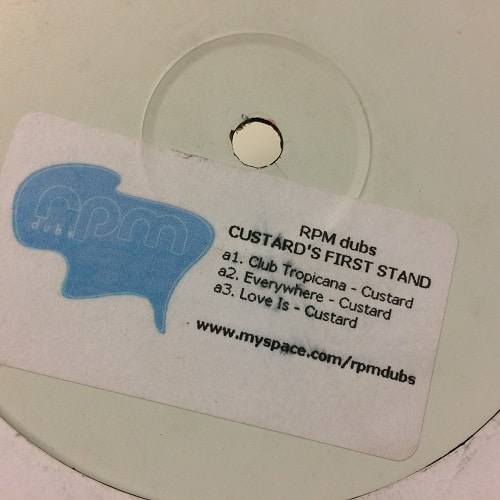 rpm
dubs
RPM dubs
CUSTARD'S FIRST STAND
a1. Club Tropicana - Custard
a2. Everywhere - Custard
a3. Love Is - Custard
www.myspace.com/rpmdubs